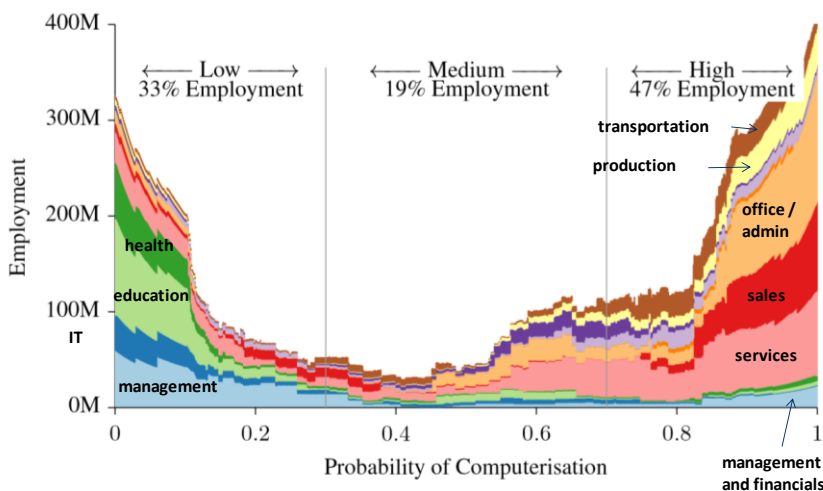 400M
Low
Medium
High
33% Employment
19% Employment
47% Employment
300M
transportation
production
Employment
200M
office /
admin
health
education
sales
100M
IT
services
management
0M
0
0.2
0.4
0.6
0.8
1
Probability of Computerisation
management
and financials